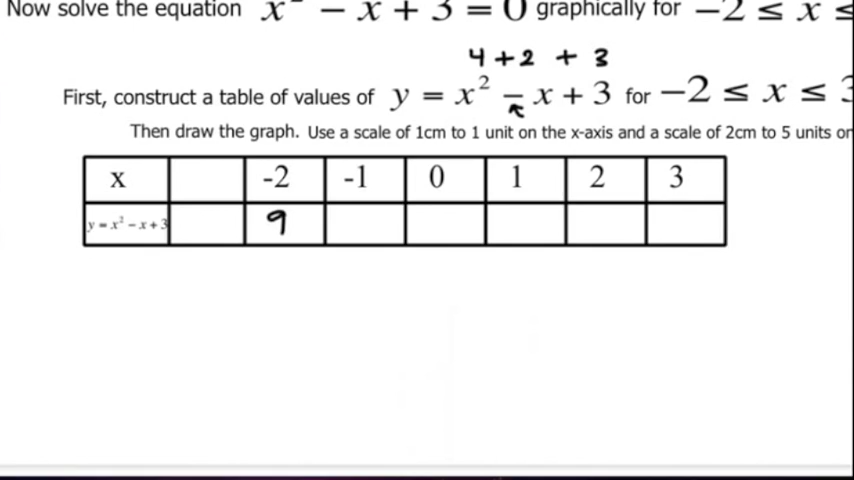 Now solve the equation x² − x + 3 = 0 graphically for −2 ≤ x ≤
4 + 2 + 3
First, construct a table of values of y = x² − x + 3 for −2 ≤ x ≤ 3
Then draw the graph. Use a scale of 1cm to 1 unit on the x-axis and a scale of 2cm to 5 units
x -2 -1 0 1 2 3
y = x² − x + 3 9